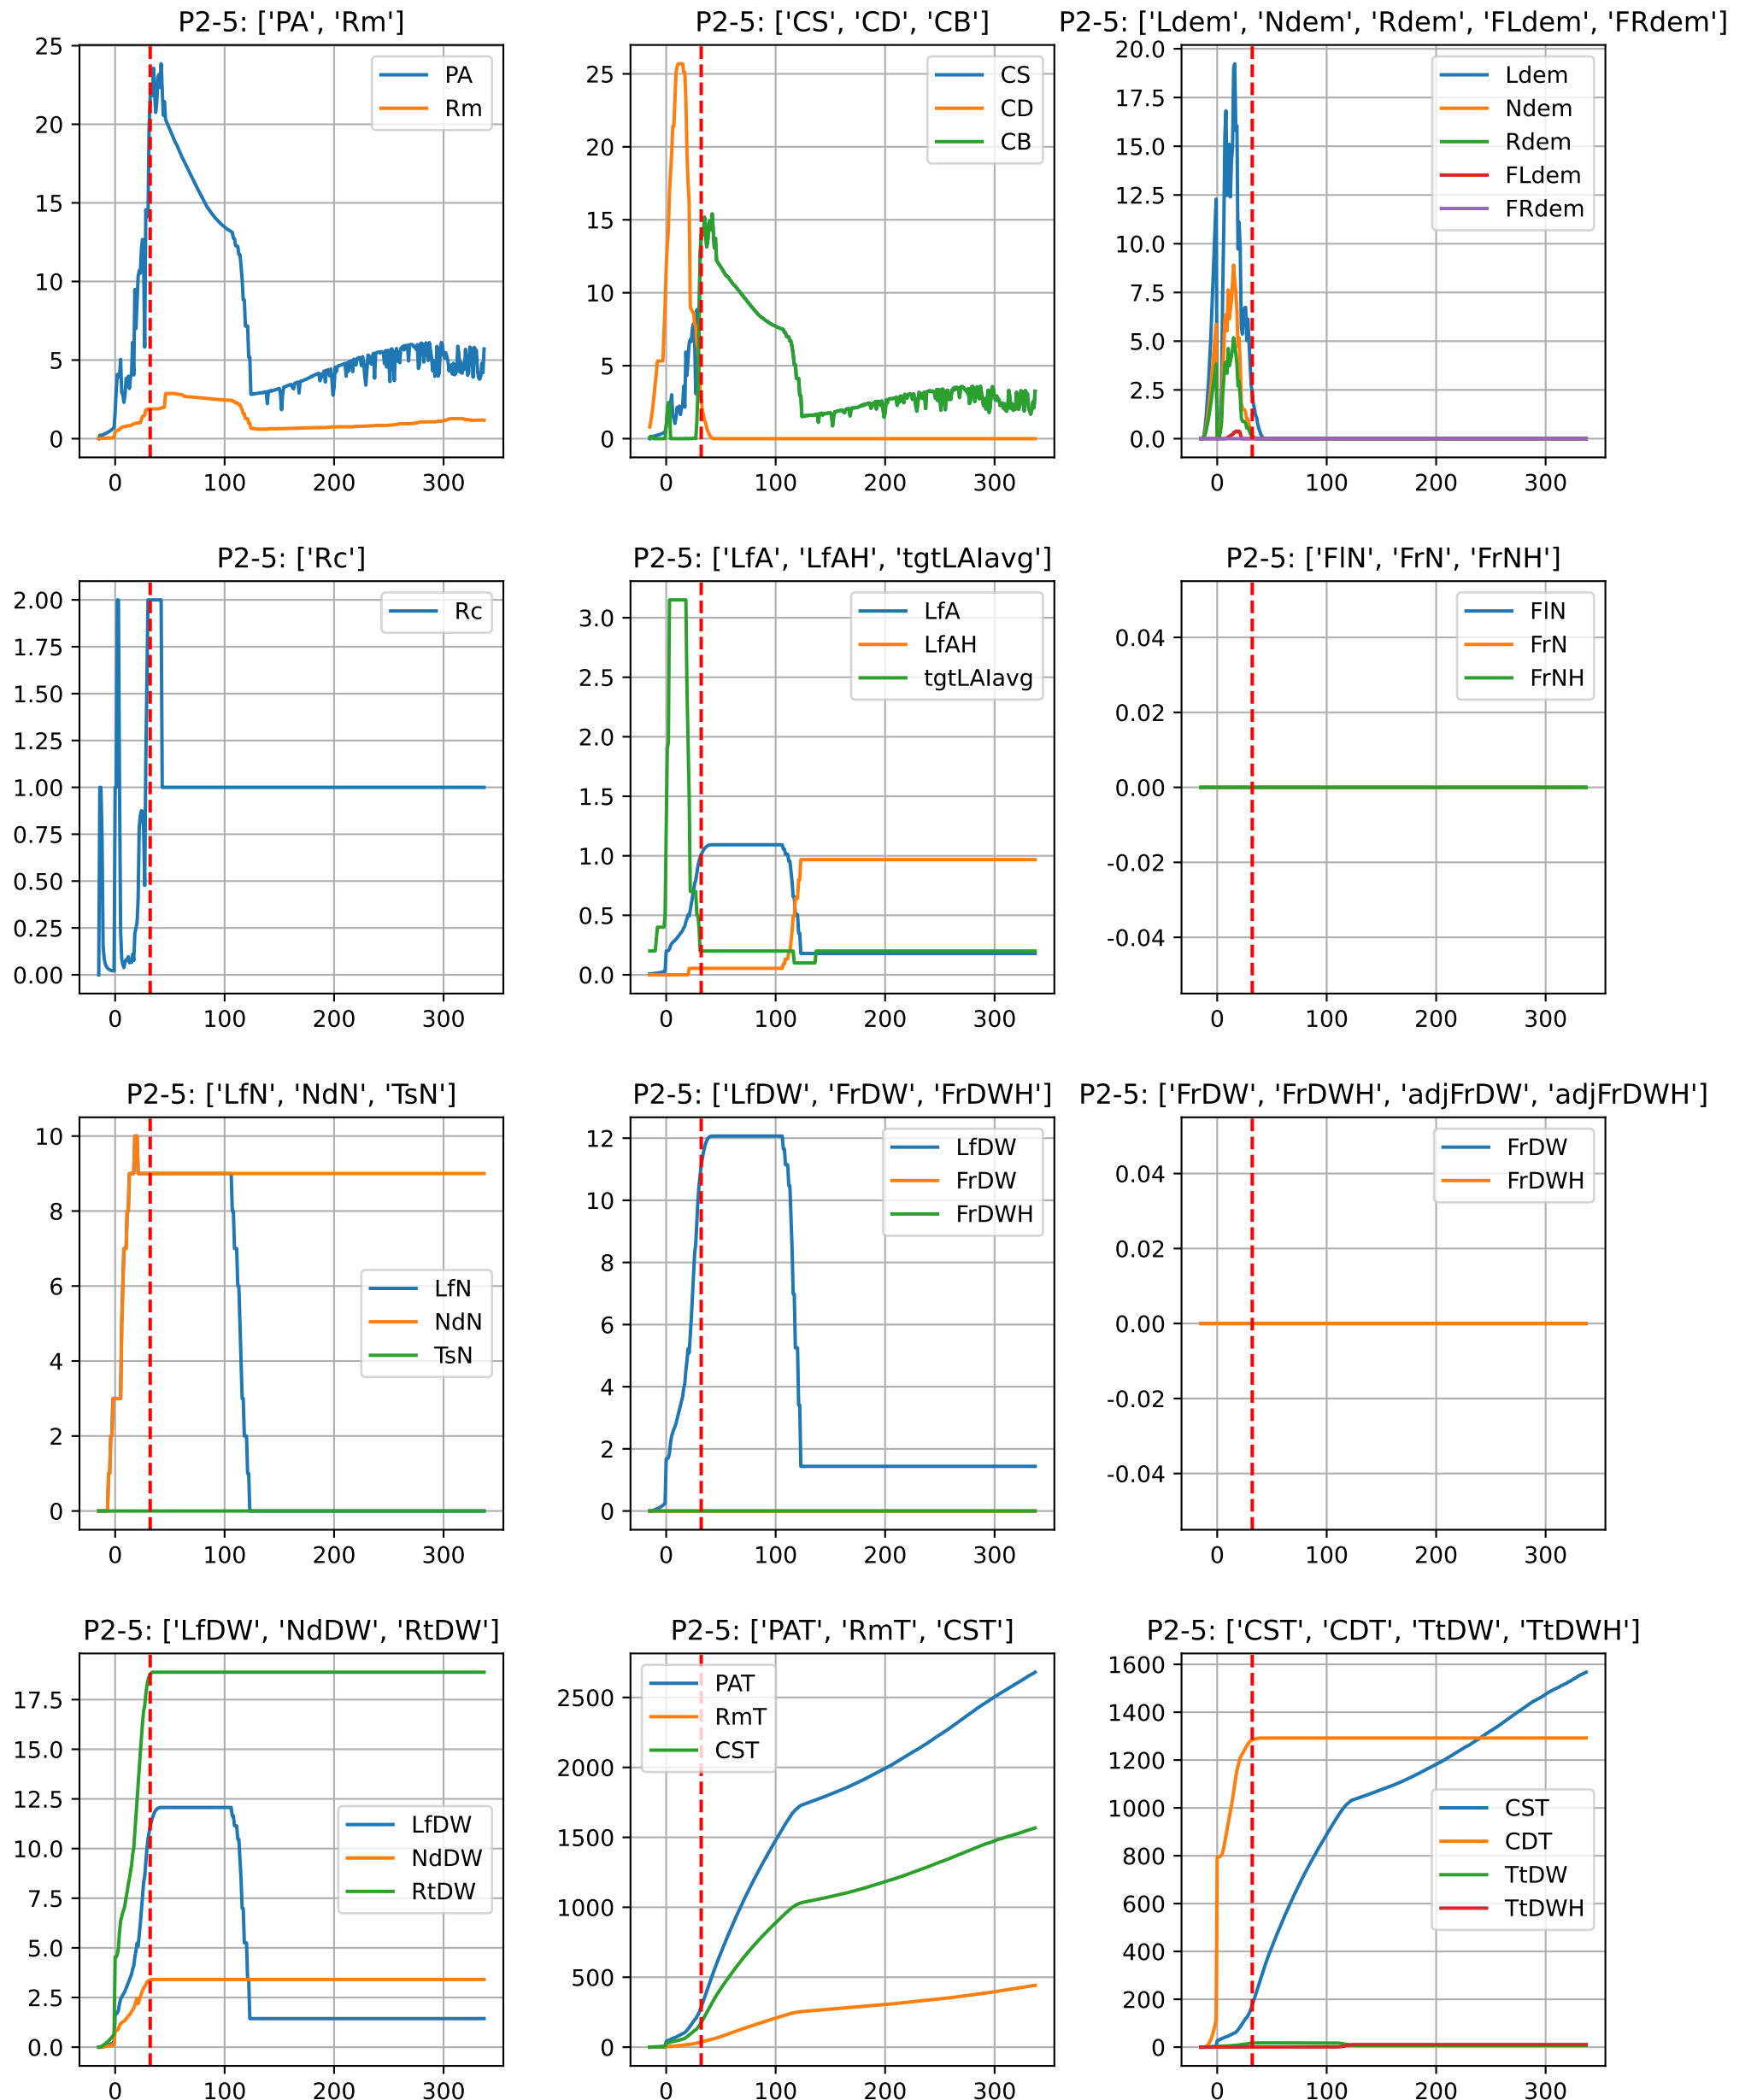 P2-5: ['PA', 'Rm']
25
20
15
10
5
0
0 100 200 300
PA
Rm
P2-5: ['CS', 'CD', 'CB']
25
20
15
10
5
0
0 100 200 300
CS
CD
CB
P2-5: ['Ldem', 'Ndem', 'Rdem', 'FLdem', 'FRdem']
20.0
17.5
15.0
12.5
10.0
7.5
5.0
2.5
0.0
0 100 200 300
Ldem
Ndem
Rdem
FLdem
FRdem
P2-5: ['Rc']
2.00
1.75
1.50
1.25
1.00
0.75
0.50
0.25
0.00
0 100 200 300
Rc
P2-5: ['LfA', 'LfAH', 'tgtLAIavg']
3.0
2.5
2.0
1.5
1.0
0.5
0.0
0 100 200 300
LfA
LfAH
tgtLAIavg
P2-5: ['FlN', 'FrN', 'FrNH']
0.04
0.02
0.00
-0.02
-0.04
0 100 200 300
FlN
FrN
FrNH
P2-5: ['LfN', 'NdN', 'TsN']
10
8
6
4
2
0
0 100 200 300
LfN
NdN
TsN
P2-5: ['LfDW', 'FrDW', 'FrDWH']
12
10
8
6
4
2
0
0 100 200 300
LfDW
FrDW
FrDWH
P2-5: ['FrDW', 'FrDWH', 'adjFrDW', 'adjFrDWH']
0.04
0.02
0.00
-0.02
-0.04
0 100 200 300
FrDW
FrDWH
P2-5: ['LfDW', 'NdDW', 'RtDW']
17.5
15.0
12.5
10.0
7.5
5.0
2.5
0.0
0 100 200 300
LfDW
NdDW
RtDW
P2-5: ['PAT', 'RmT', 'CST']
2500
2000
1500
1000
500
0
0 100 200 300
PAT
RmT
CST
P2-5: ['CST', 'CDT', 'TtDW', 'TtDWH']
1600
1400
1200
1000
800
600
400
200
0
0 100 200 300
CST
CDT
TtDW
TtDWH